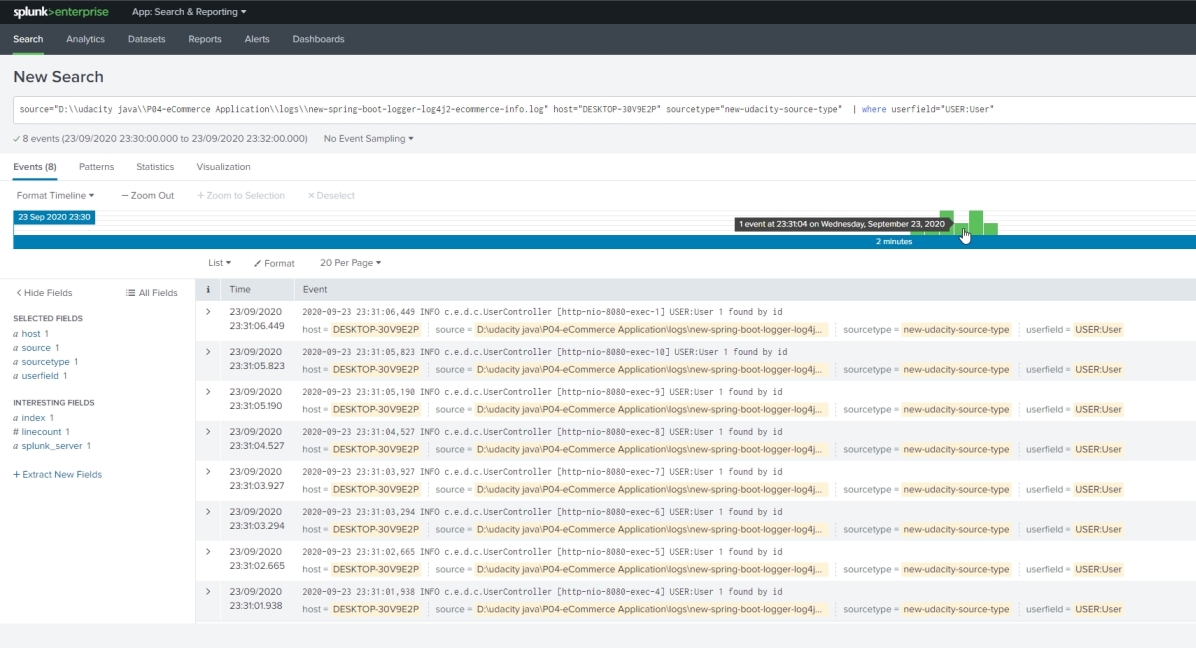 splunk>enterprise App: Search & Reporting
Search Analytics Datasets Reports Alerts Dashboards
New Search
source="D:\\udacity java\\P04-eCommerce Application\\logs\\new-spring-boot-logger-log4j2-ecommerce-info.log" host="DESKTOP-30V9E2P" sourcetype="new-udacity-source-type" | where userfield="USER:User"
✓ 8 events (23/09/2020 23:30:00.000 to 23/09/2020 23:32:00.000) No Event Sampling
Events (8) Patterns Statistics Visualization
Format Timeline — Zoom Out + Zoom to Selection × Deselect
23 Sep 2020 23:30
1 event at 23:31:04 on Wednesday, September 23, 2020
2 minutes
List Format 20 Per Page
< Hide Fields All Fields
i Time Event
SELECTED FIELDS
a host 1
a source 1
a sourcetype 1
a userfield 1
INTERESTING FIELDS
a index 1
# linecount 1
a splunk_server 1
+ Extract New Fields
> 23/09/2020 2020-09-23 23:31:06,449 INFO c.e.d.c.UserController [http-nio-8080-exec-1] USER:User 1 found by id
23:31:06.449 host = DESKTOP-30V9E2P source = D:\udacity java\P04-eCommerce Application\logs\new-spring-boot-logger-log4j... sourcetype = new-udacity-source-type userfield = USER:User
> 23/09/2020 2020-09-23 23:31:05,823 INFO c.e.d.c.UserController [http-nio-8080-exec-10] USER:User 1 found by id
23:31:05.823 host = DESKTOP-30V9E2P source = D:\udacity java\P04-eCommerce Application\logs\new-spring-boot-logger-log4j... sourcetype = new-udacity-source-type userfield = USER:User
> 23/09/2020 2020-09-23 23:31:05,190 INFO c.e.d.c.UserController [http-nio-8080-exec-9] USER:User 1 found by id
23:31:05.190 host = DESKTOP-30V9E2P source = D:\udacity java\P04-eCommerce Application\logs\new-spring-boot-logger-log4j... sourcetype = new-udacity-source-type userfield = USER:User
> 23/09/2020 2020-09-23 23:31:04,527 INFO c.e.d.c.UserController [http-nio-8080-exec-8] USER:User 1 found by id
23:31:04.527 host = DESKTOP-30V9E2P source = D:\udacity java\P04-eCommerce Application\logs\new-spring-boot-logger-log4j... sourcetype = new-udacity-source-type userfield = USER:User
> 23/09/2020 2020-09-23 23:31:03,927 INFO c.e.d.c.UserController [http-nio-8080-exec-7] USER:User 1 found by id
23:31:03.927 host = DESKTOP-30V9E2P source = D:\udacity java\P04-eCommerce Application\logs\new-spring-boot-logger-log4j... sourcetype = new-udacity-source-type userfield = USER:User
> 23/09/2020 2020-09-23 23:31:03,294 INFO c.e.d.c.UserController [http-nio-8080-exec-6] USER:User 1 found by id
23:31:03.294 host = DESKTOP-30V9E2P source = D:\udacity java\P04-eCommerce Application\logs\new-spring-boot-logger-log4j... sourcetype = new-udacity-source-type userfield = USER:User
> 23/09/2020 2020-09-23 23:31:02,665 INFO c.e.d.c.UserController [http-nio-8080-exec-5] USER:User 1 found by id
23:31:02.665 host = DESKTOP-30V9E2P source = D:\udacity java\P04-eCommerce Application\logs\new-spring-boot-logger-log4j... sourcetype = new-udacity-source-type userfield = USER:User
> 23/09/2020 2020-09-23 23:31:01,938 INFO c.e.d.c.UserController [http-nio-8080-exec-4] USER:User 1 found by id
23:31:01.938 host = DESKTOP-30V9E2P source = D:\udacity java\P04-eCommerce Application\logs\new-spring-boot-logger-log4j... sourcetype = new-udacity-source-type userfield = USER:User